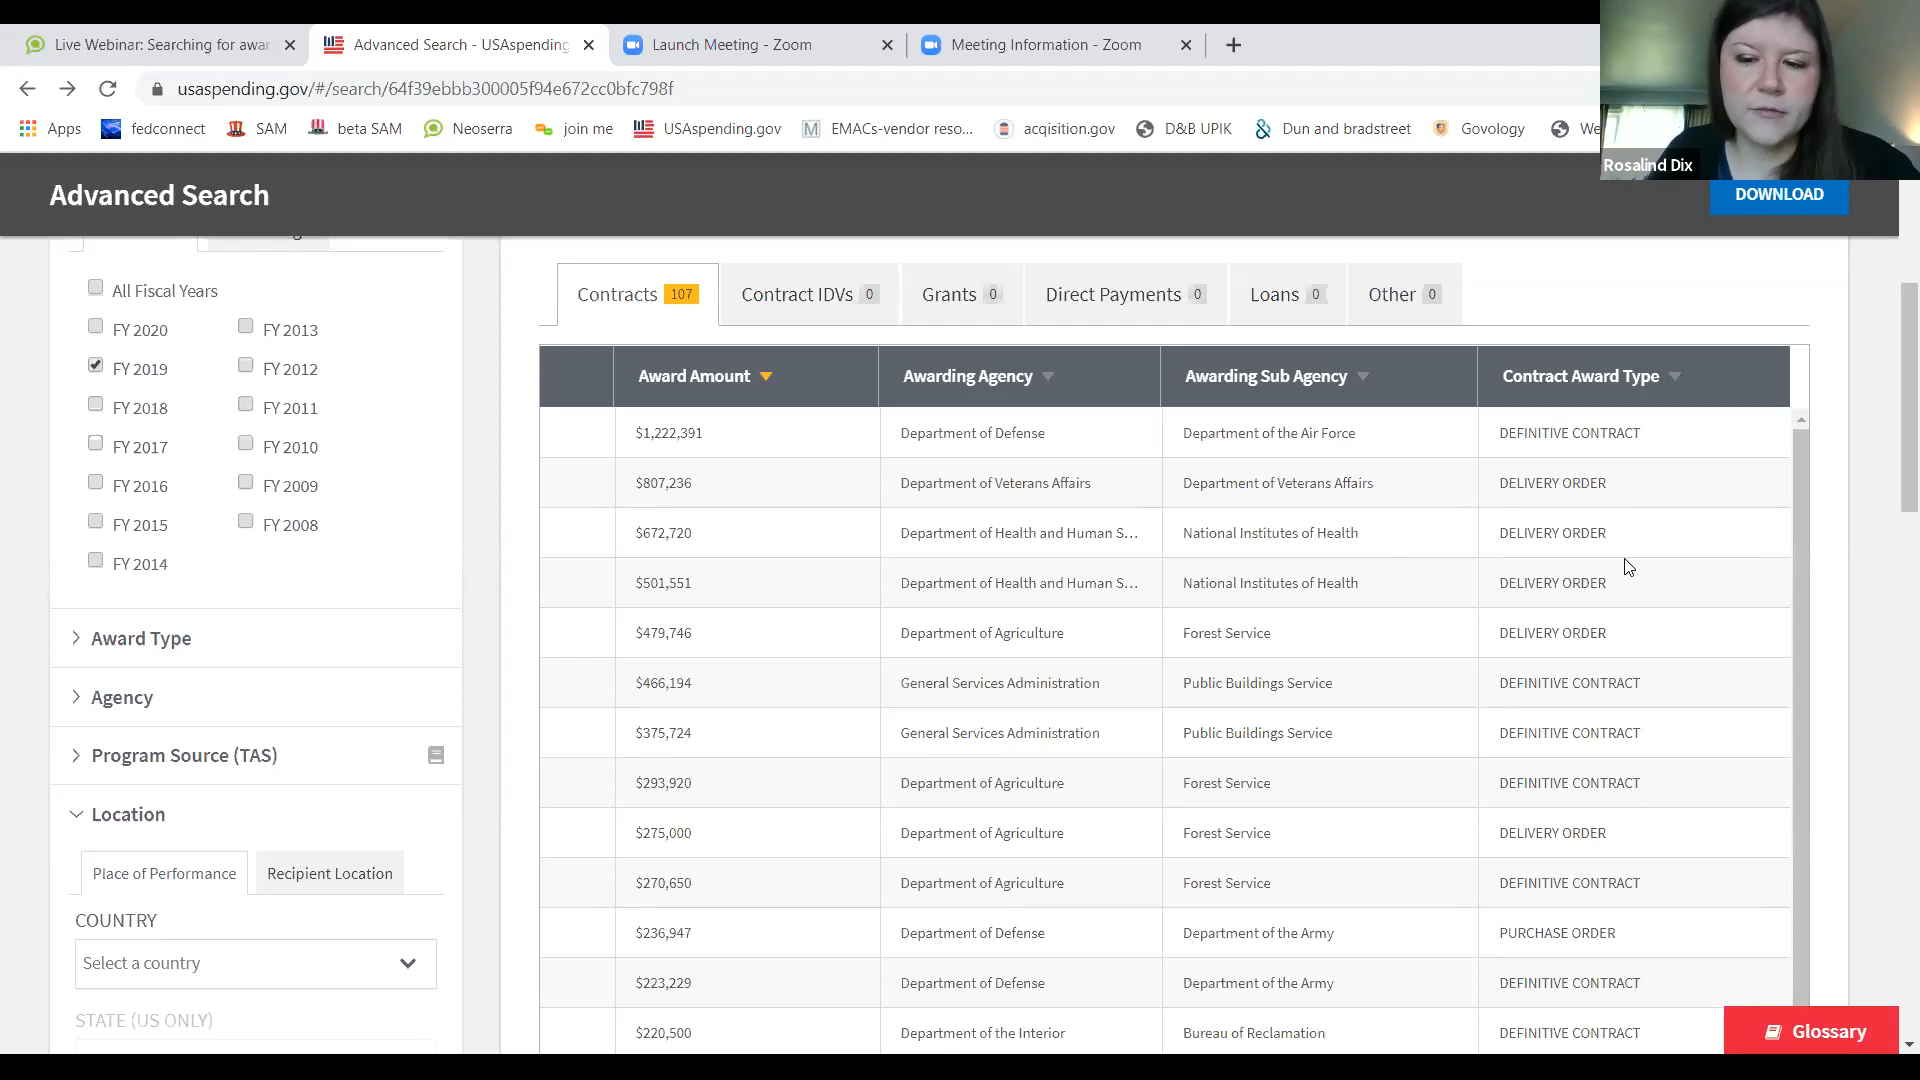 Live Webinar: Searching for awar
Advanced Search - USAspending
Launch Meeting - Zoom
Meeting Information - Zoom
usaspending.gov/#/search/64f39ebbb300005f94e672cc0bfc798f
Apps
fedconnect
SAM
beta SAM
Neoserra
join me
USAspending.gov
EMACs-vendor reso...
acqisition.gov
D&B UPIK
Dun and bradstreet
Govology
We
Rosalind Dix
Advanced Search
DOWNLOAD
All Fiscal Years
FY 2020
FY 2013
FY 2019
FY 2012
FY 2018
FY 2011
FY 2017
FY 2010
FY 2016
FY 2009
FY 2015
FY 2008
FY 2014
Award Type
Agency
Program Source (TAS)
Location
Place of Performance
Recipient Location
COUNTRY
Select a country
STATE (US ONLY)
Contracts 107
Contract IDVs 0
Grants 0
Direct Payments 0
Loans 0
Other 0
Award Amount Awarding Agency Awarding Sub Agency Contract Award Type
$1,222,391 Department of Defense Department of the Air Force DEFINITIVE CONTRACT
$807,236 Department of Veterans Affairs Department of Veterans Affairs DELIVERY ORDER
$672,720 Department of Health and Human S... National Institutes of Health DELIVERY ORDER
$501,551 Department of Health and Human S... National Institutes of Health DELIVERY ORDER
$479,746 Department of Agriculture Forest Service DELIVERY ORDER
$466,194 General Services Administration Public Buildings Service DEFINITIVE CONTRACT
$375,724 General Services Administration Public Buildings Service DEFINITIVE CONTRACT
$293,920 Department of Agriculture Forest Service DEFINITIVE CONTRACT
$275,000 Department of Agriculture Forest Service DELIVERY ORDER
$270,650 Department of Agriculture Forest Service DEFINITIVE CONTRACT
$236,947 Department of Defense Department of the Army PURCHASE ORDER
$223,229 Department of Defense Department of the Army DEFINITIVE CONTRACT
$220,500 Department of the Interior Bureau of Reclamation DEFINITIVE CONTRACT
Glossary